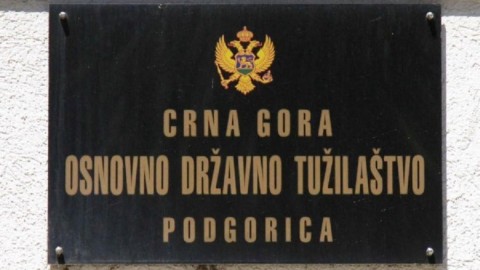 CRNA GORA
OSNOVNO DRŽAVNO TUŽILAŠTVO
PODGORICA